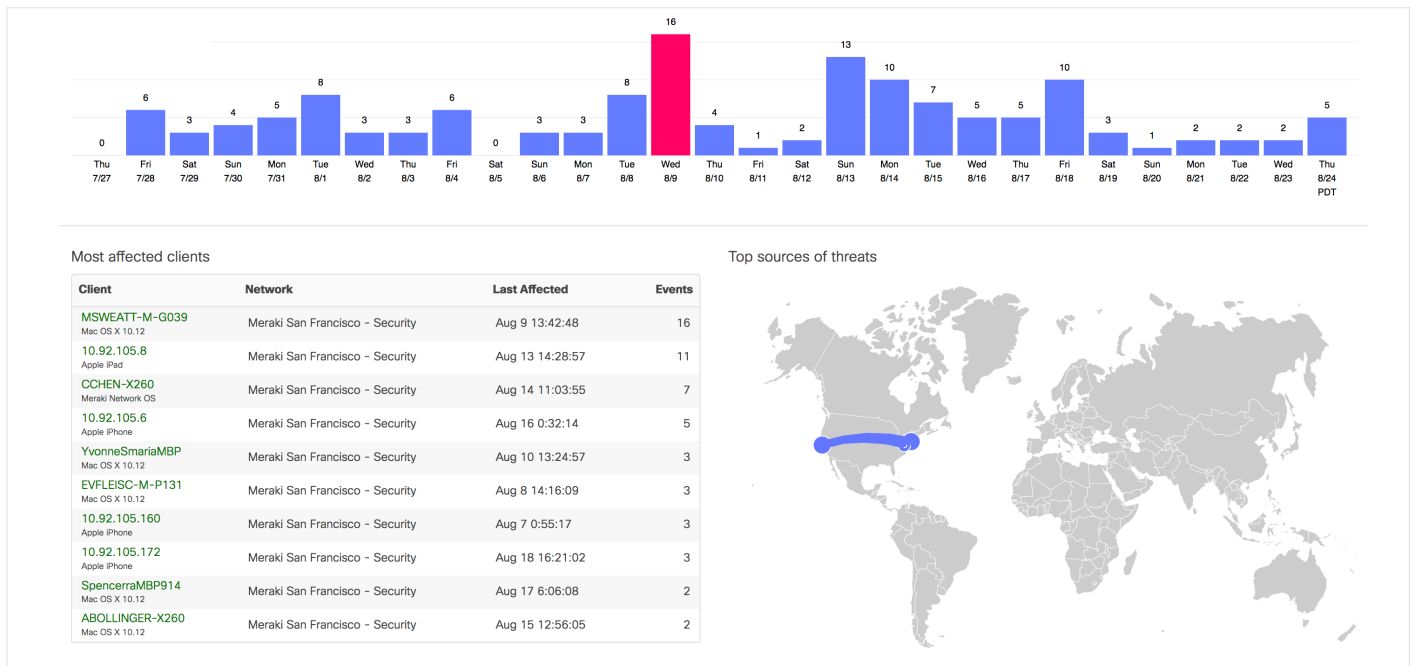 16
13
10
10
8
8
7
6
6
5
5
5
5
4
4
3
3
3
3
3
3
2
2
2
2
1
1
0
0
Thu Fri Sat Sun Mon Tue Wed Thu Fri Sat Sun Mon Tue Wed Thu Fri Sat Sun Mon Tue Wed Thu Fri Sat Sun Mon Tue Wed Thu
7/27 7/28 7/29 7/30 7/31 8/1 8/2 8/3 8/4 8/5 8/6 8/7 8/8 8/9 8/10 8/11 8/12 8/13 8/14 8/15 8/16 8/17 8/18 8/19 8/20 8/21 8/22 8/23 8/24
PDT
Most affected clients
Client Network Last Affected Events
MSWEATT-M-G039
Mac OS X 10.12
Meraki San Francisco - Security Aug 9 13:42:48 16
10.92.105.8
Apple iPad
Meraki San Francisco - Security Aug 13 14:28:57 11
CCHEN-X260
Meraki Network OS
Meraki San Francisco - Security Aug 14 11:03:55 7
10.92.105.6
Apple iPhone
Meraki San Francisco - Security Aug 16 0:32:14 5
YvonneSmariaMBP
Mac OS X 10.12
Meraki San Francisco - Security Aug 10 13:24:57 3
EVFLEISC-M-P131
Mac OS X 10.12
Meraki San Francisco - Security Aug 8 14:16:09 3
10.92.105.160
Apple iPhone
Meraki San Francisco - Security Aug 7 0:55:17 3
10.92.105.172
Apple iPhone
Meraki San Francisco - Security Aug 18 16:21:02 3
SpencerraMBP914
Mac OS X 10.12
Meraki San Francisco - Security Aug 17 6:06:08 2
ABOLLINGER-X260
Mac OS X 10.12
Meraki San Francisco - Security Aug 15 12:56:05 2
Top sources of threats